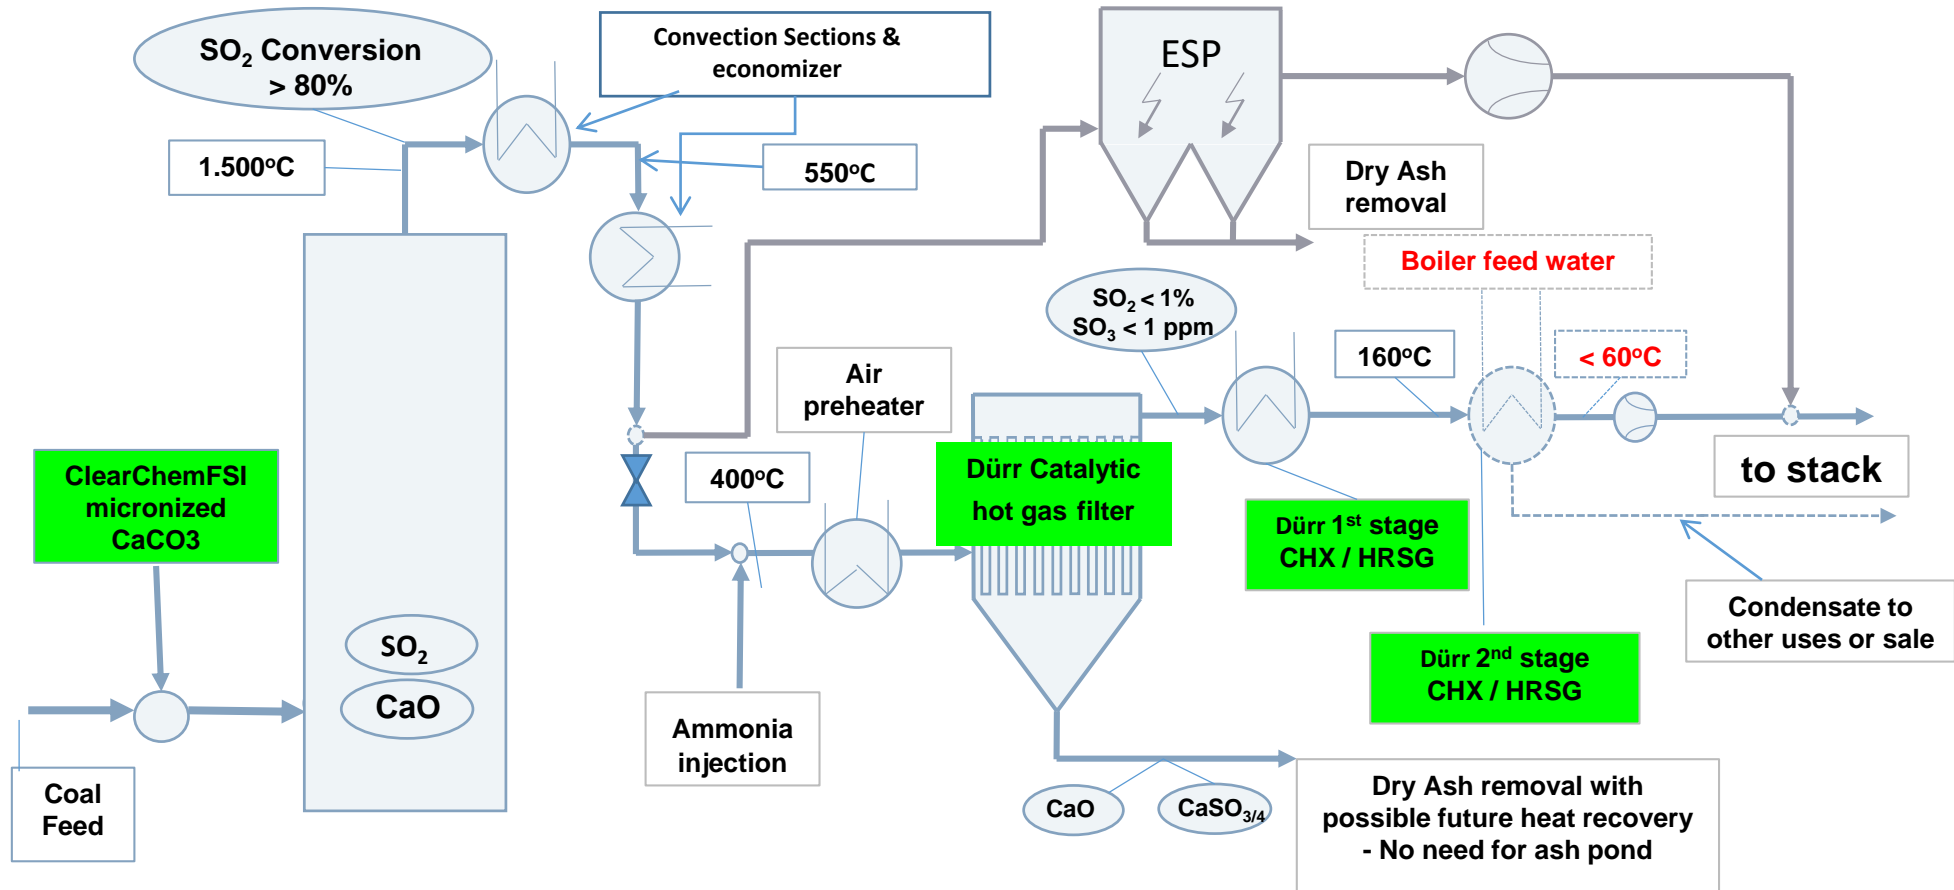 SO₂ Conversion
> 80%
Convection Sections &
economizer
ESP
1.500°C
550°C
Dry Ash
removal
Boiler feed water
SO₂ < 1%
SO₃ < 1 ppm
160°C
< 60°C
Air
preheater
to stack
ClearChemFSI
micronized
CaCO3
400°C
Dürr Catalytic
hot gas filter
Dürr 1st stage
CHX / HRSG
Condensate to
other uses or sale
SO₂
CaO
Dürr 2nd stage
CHX / HRSG
Ammonia
injection
Coal
Feed
CaO
CaSO₃/₄
Dry Ash removal with
possible future heat recovery
- No need for ash pond